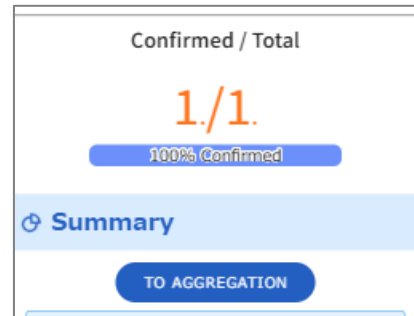 Confirmed / Total
1./1.
100% Confirmed
Summary
TO AGGREGATION